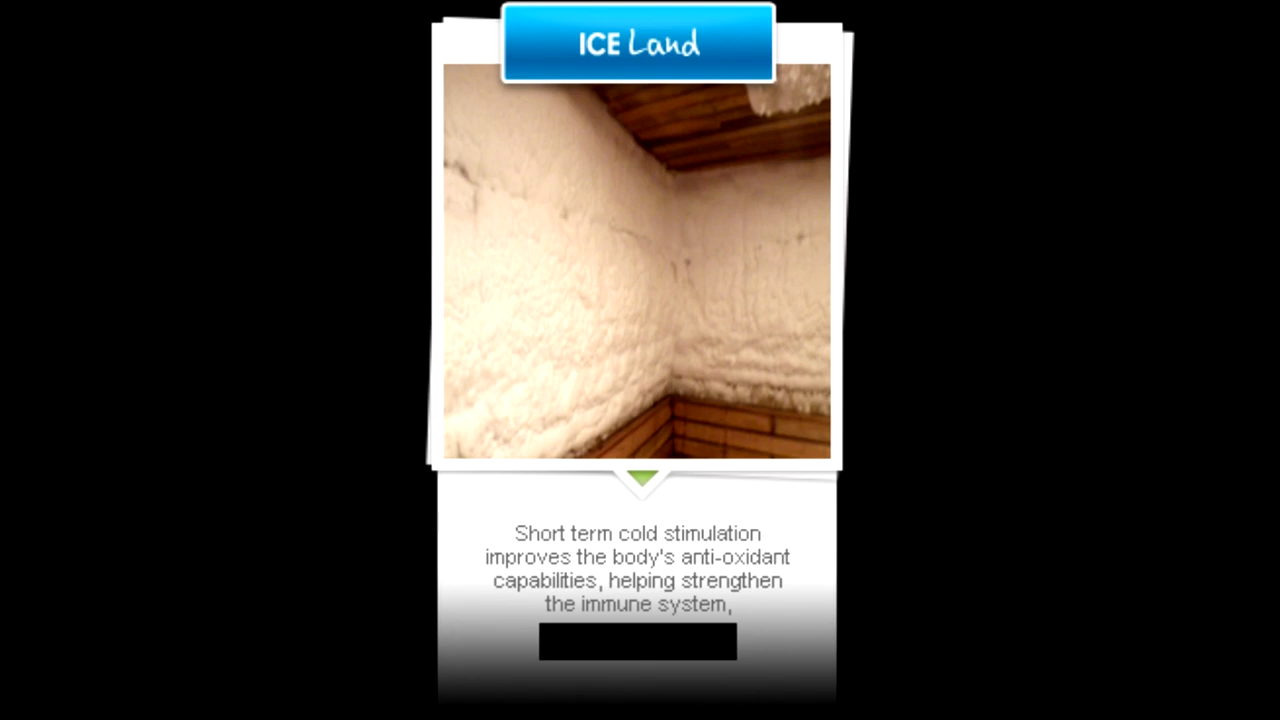 ICE Land
Short term cold stimulation
improves the body's anti-oxidant
capabilities, helping strengthen
the immune system,